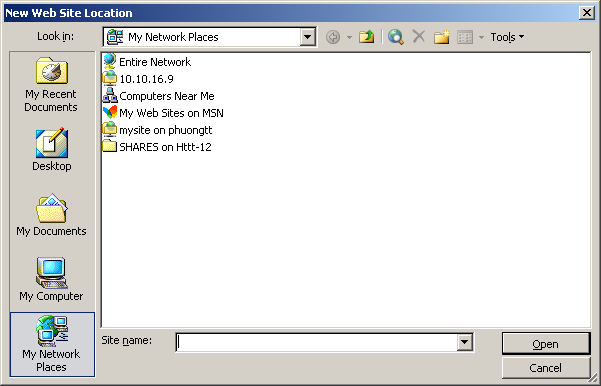 New Web Site Location
Look in:
My Network Places
Tools
My Recent
Documents
Desktop
My Documents
My Computer
My Network
Places
Entire Network
10.10.16.9
Computers Near Me
My Web Sites on MSN
mysite on phuongtt
SHARES on Httt-12
Site name:
Open
Cancel